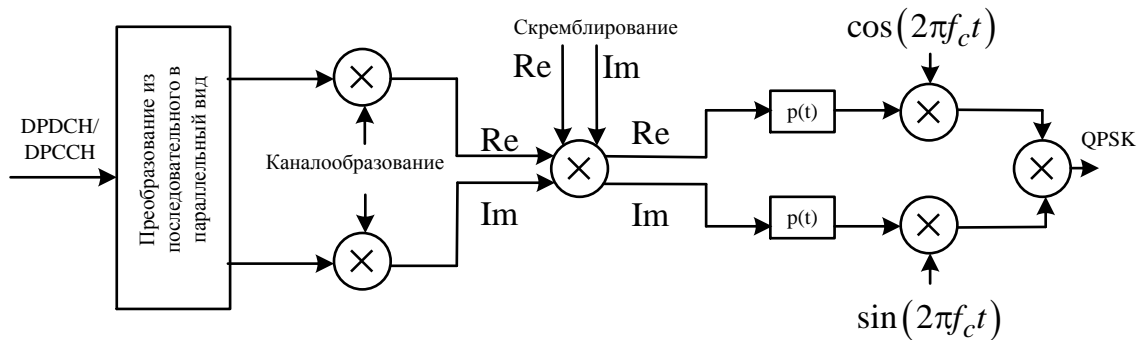 DPDCH/
DPCCH
Преобразование из
последовательного в
параллельный вид
Каналообразование
Re
Im
Скремблирование
Re
Im
Re
Im
p(t)
p(t)
cos(2πf_c t)
sin(2πf_c t)
QPSK